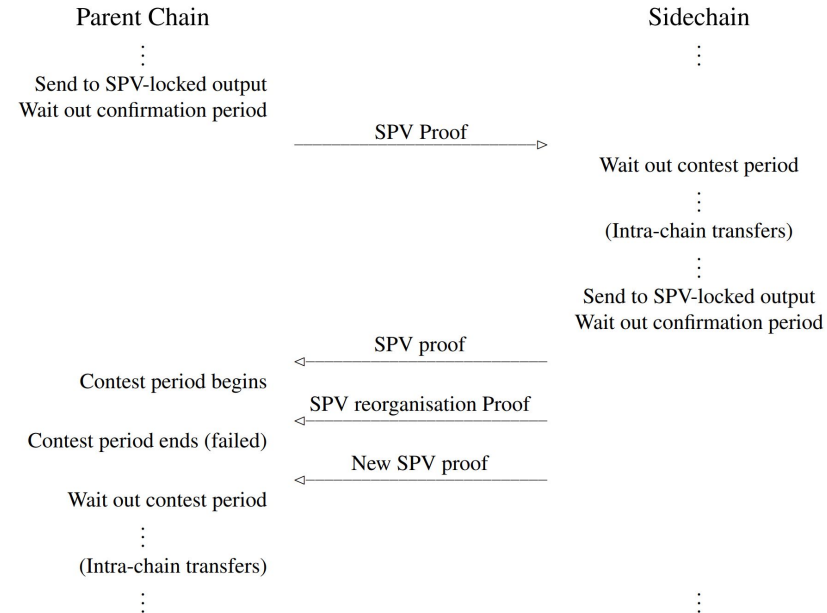 Parent Chain
Sidechain
⋮
⋮
Send to SPV-locked output
Wait out confirmation period
SPV Proof
Wait out contest period
⋮
(Intra-chain transfers)
⋮
Send to SPV-locked output
Wait out confirmation period
SPV proof
Contest period begins
SPV reorganisation Proof
Contest period ends (failed)
New SPV proof
Wait out contest period
⋮
(Intra-chain transfers)
⋮
⋮